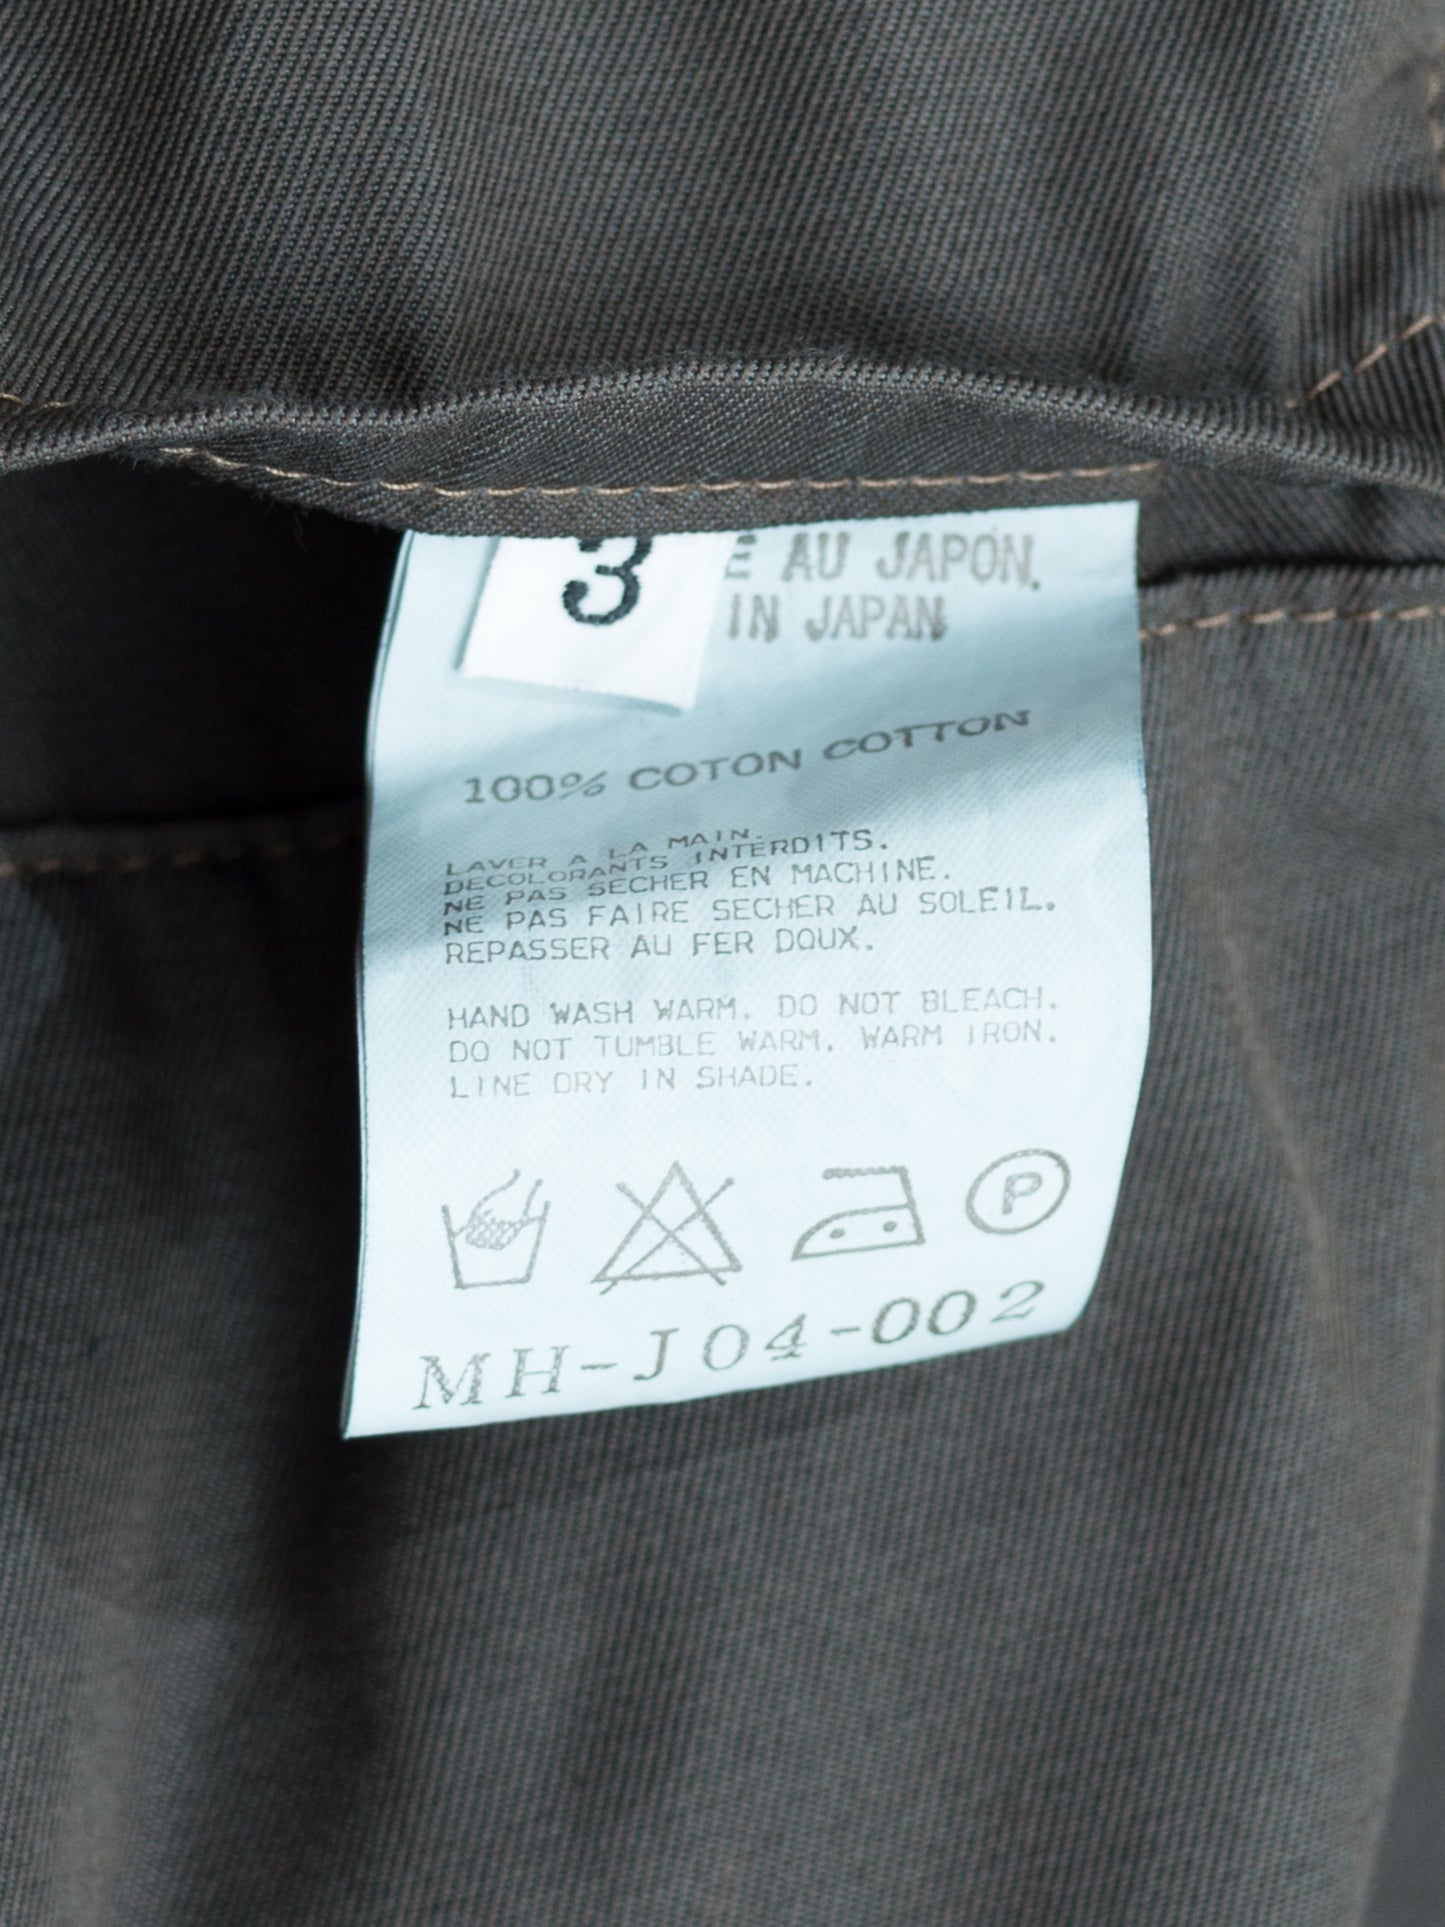 3
AU JAPON.
IN JAPAN
100% COTON COTTON
LAVER A LA MAIN.
DECOLORANTS INTERDITS.
NE PAS SECHER EN MACHINE.
NE PAS FAIRE SECHER AU SOLEIL.
REPASSER AU FER DOUX.
HAND WASH WARM. DO NOT BLEACH.
DO NOT TUMBLE WARM. WARM IRON.
LINE DRY IN SHADE.
P
MH-J04-002